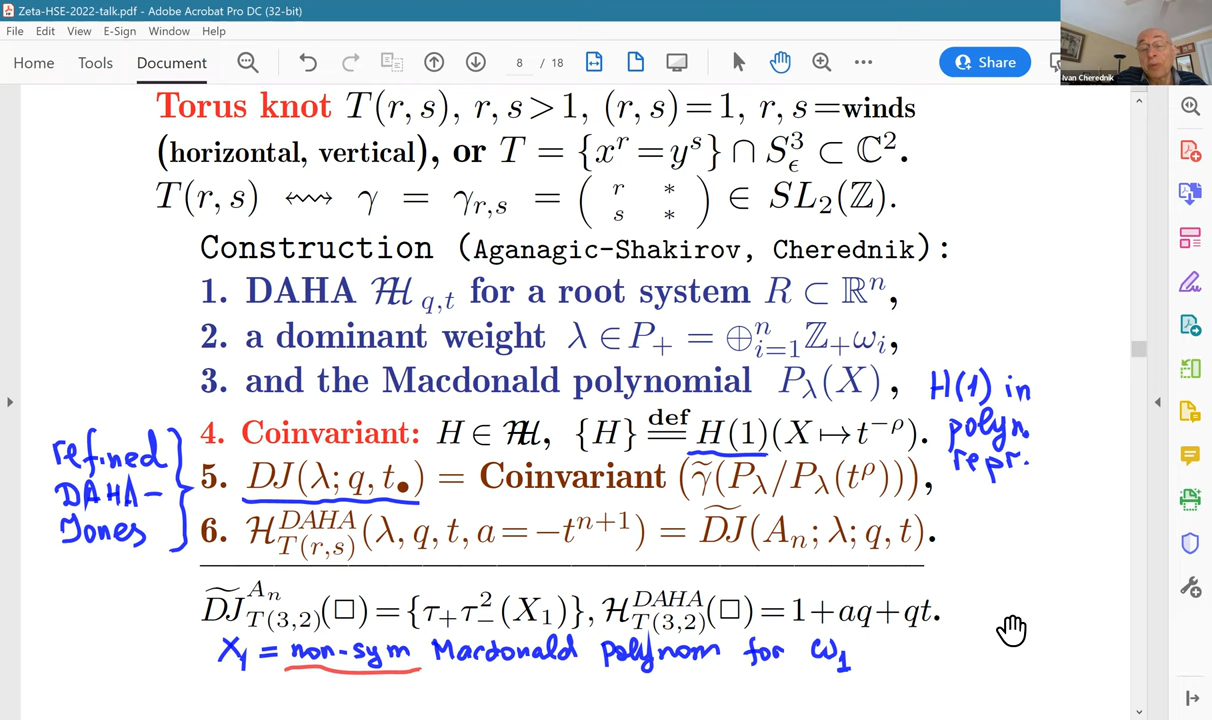 Zeta-HSE-2022-talk.pdf - Adobe Acrobat Pro DC (32-bit)
File Edit View E-Sign Window Help
Home Tools Document 8 / 18 Share
Ivan Cherednik
Torus knot T(r, s), r, s>1, (r, s)=1, r, s=winds
(horizontal, vertical), or T = {x^r=y^s} ∩ S^3_ϵ ⊂ ℂ^2.
T(r, s) ↭ γ = γ_{r,s} = ( r * ; s * ) ∈ SL_2(ℤ).
Construction (Aganagic-Shakirov, Cherednik):
1. DAHA ℋ_{q,t} for a root system R ⊂ ℝ^n,
2. a dominant weight λ ∈ P_+ = ⊕^n_{i=1} ℤ_+ω_i,
3. and the Macdonald polynomial P_λ(X),
H(1) in
polyn.
repr.
4. Coinvariant: H ∈ ℋ, {H} =^{def} H(1)(X ↦ t^{-ρ}).
refined
DAHA-
Jones
5. DJ(λ; q, t_•) = Coinvariant (γ̃(P_λ/P_λ(t^ρ))),
6. ℋ^{DAHA}_{T(r,s)}(λ, q, t, a=−t^{n+1}) = D̃J(A_n; λ; q, t).
D̃J^{A_n}_{T(3,2)}(□)={τ_+τ_-^2(X_1)}, ℋ^{DAHA}_{T(3,2)}(□)=1+aq+qt.
X_1 = non-sym Macdonald polynom for ω_1